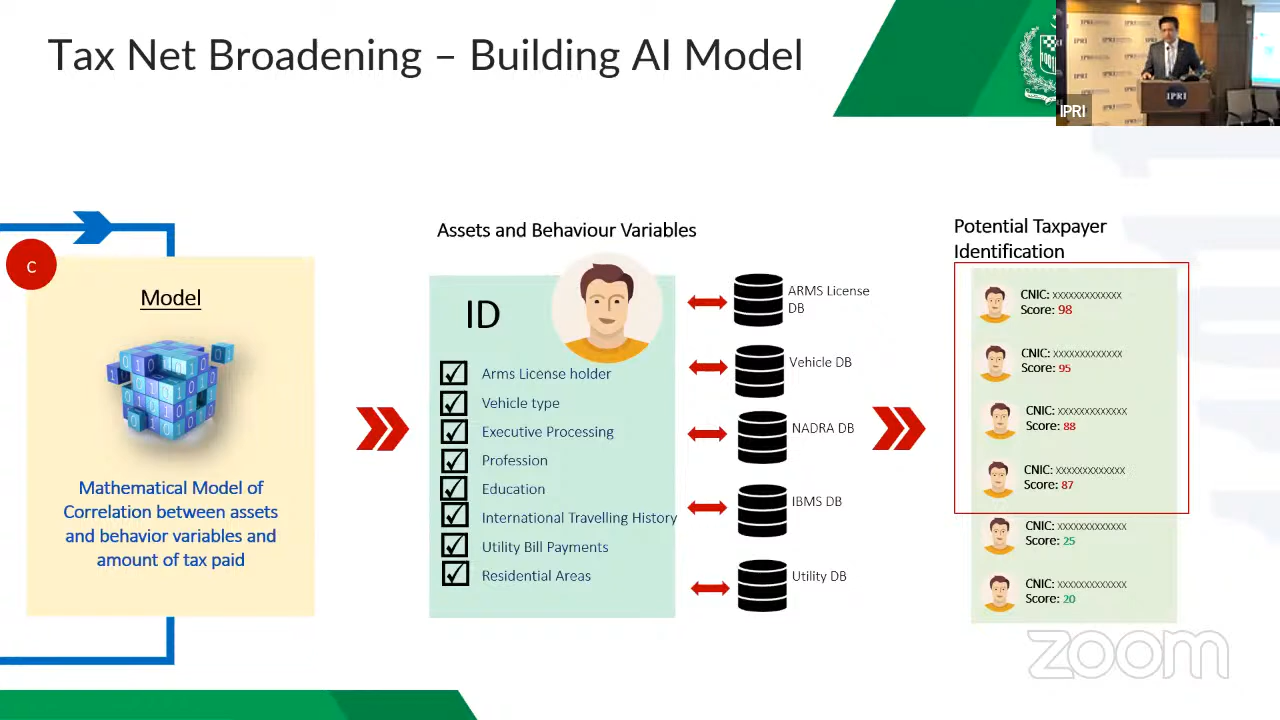 Tax Net Broadening – Building AI Model
IPRI
IPRI
C
Model
Mathematical Model of
Correlation between assets
and behavior variables and
amount of tax paid
Assets and Behaviour Variables
ID
Arms License holder
Vehicle type
Executive Processing
Profession
Education
International Travelling History
Utility Bill Payments
Residential Areas
ARMS License
DB
Vehicle DB
NADRA DB
IBMS DB
Utility DB
Potential Taxpayer
Identification
CNIC: xxxxxxxxxxxxx
Score: 98
CNIC: xxxxxxxxxxxxx
Score: 95
CNIC: xxxxxxxxxxxxx
Score: 88
CNIC: xxxxxxxxxxxxx
Score: 87
CNIC: xxxxxxxxxxxxx
Score: 25
CNIC: xxxxxxxxxxxxx
Score: 20
zoom